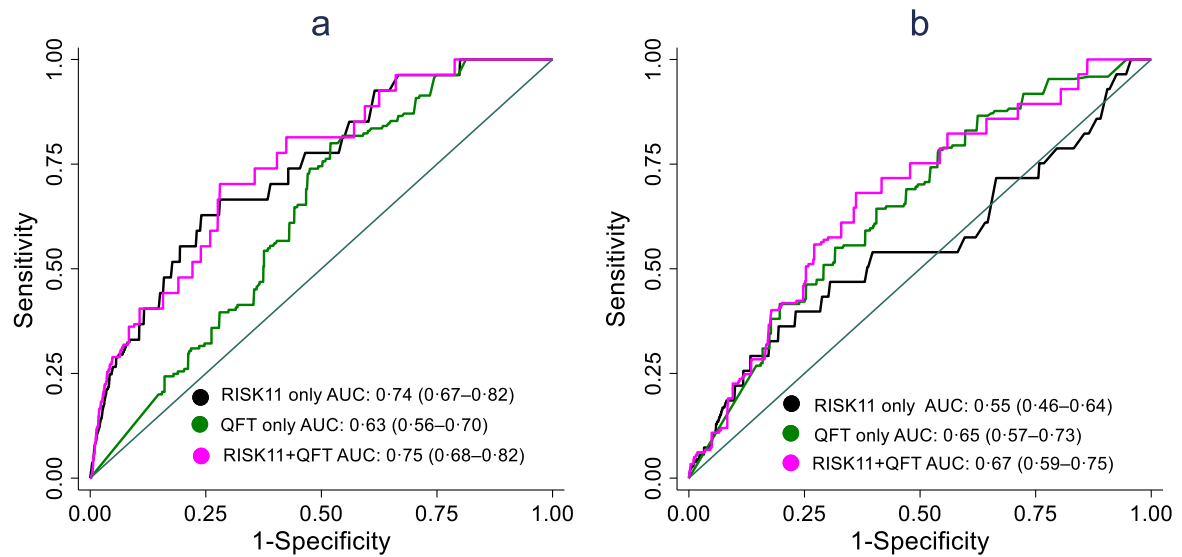 a
Sensitivity
1.00
0.75
0.50
0.25
0.00
RISK11 only AUC: 0·74 (0·67–0·82)
QFT only AUC: 0·63 (0·56–0·70)
RISK11+QFT AUC: 0·75 (0·68–0·82)
0.00 0.25 0.50 0.75 1.00
1-Specificity
b
Sensitivity
1.00
0.75
0.50
0.25
0.00
RISK11 only AUC: 0·55 (0·46–0·64)
QFT only AUC: 0·65 (0·57–0·73)
RISK11+QFT AUC: 0·67 (0·59–0·75)
0.00 0.25 0.50 0.75 1.00
1-Specificity